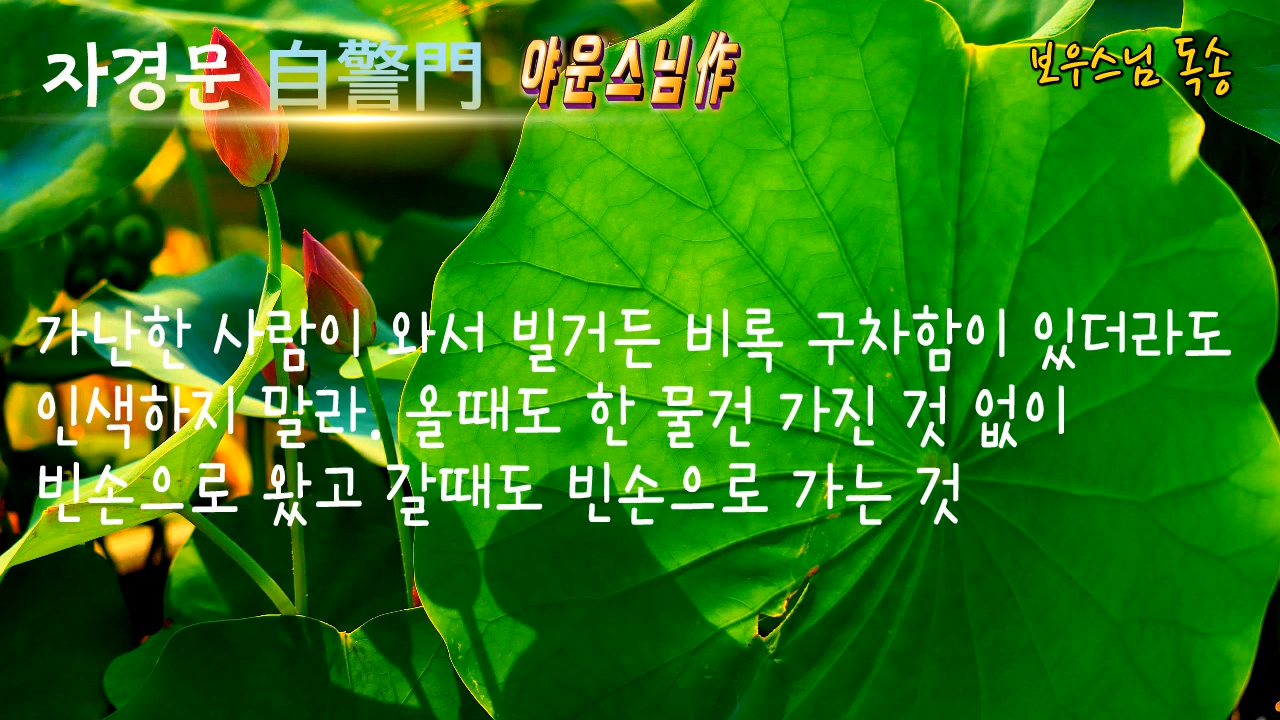 자경문 自警門 야운스님作 보우스님 독송
가난한 사람이 와서 빌거든 비록 구차함이 있더라도
인색하지 말라. 올때도 한 물건 가진 것 없이
빈손으로 왔고 갈때도 빈손으로 가는 것